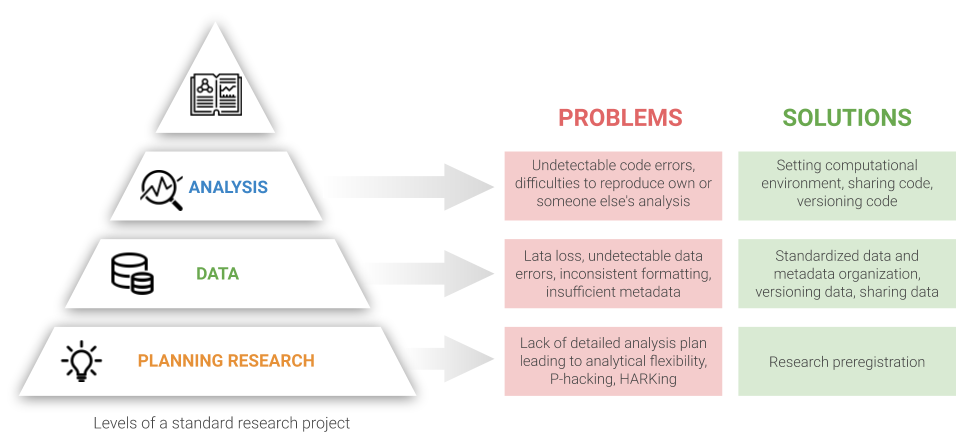 PROBLEMS
SOLUTIONS
ANALYSIS
Undetectable code errors,
difficulties to reproduce own or
someone else's analysis
Setting computational
environment, sharing code,
versioning code
DATA
Lata loss, undetectable data
errors, inconsistent formatting,
insufficient metadata
Standardized data and
metadata organization,
versioning data, sharing data
PLANNING RESEARCH
Lack of detailed analysis plan
leading to analytical flexibility,
P-hacking, HARKing
Research preregistration
Levels of a standard research project